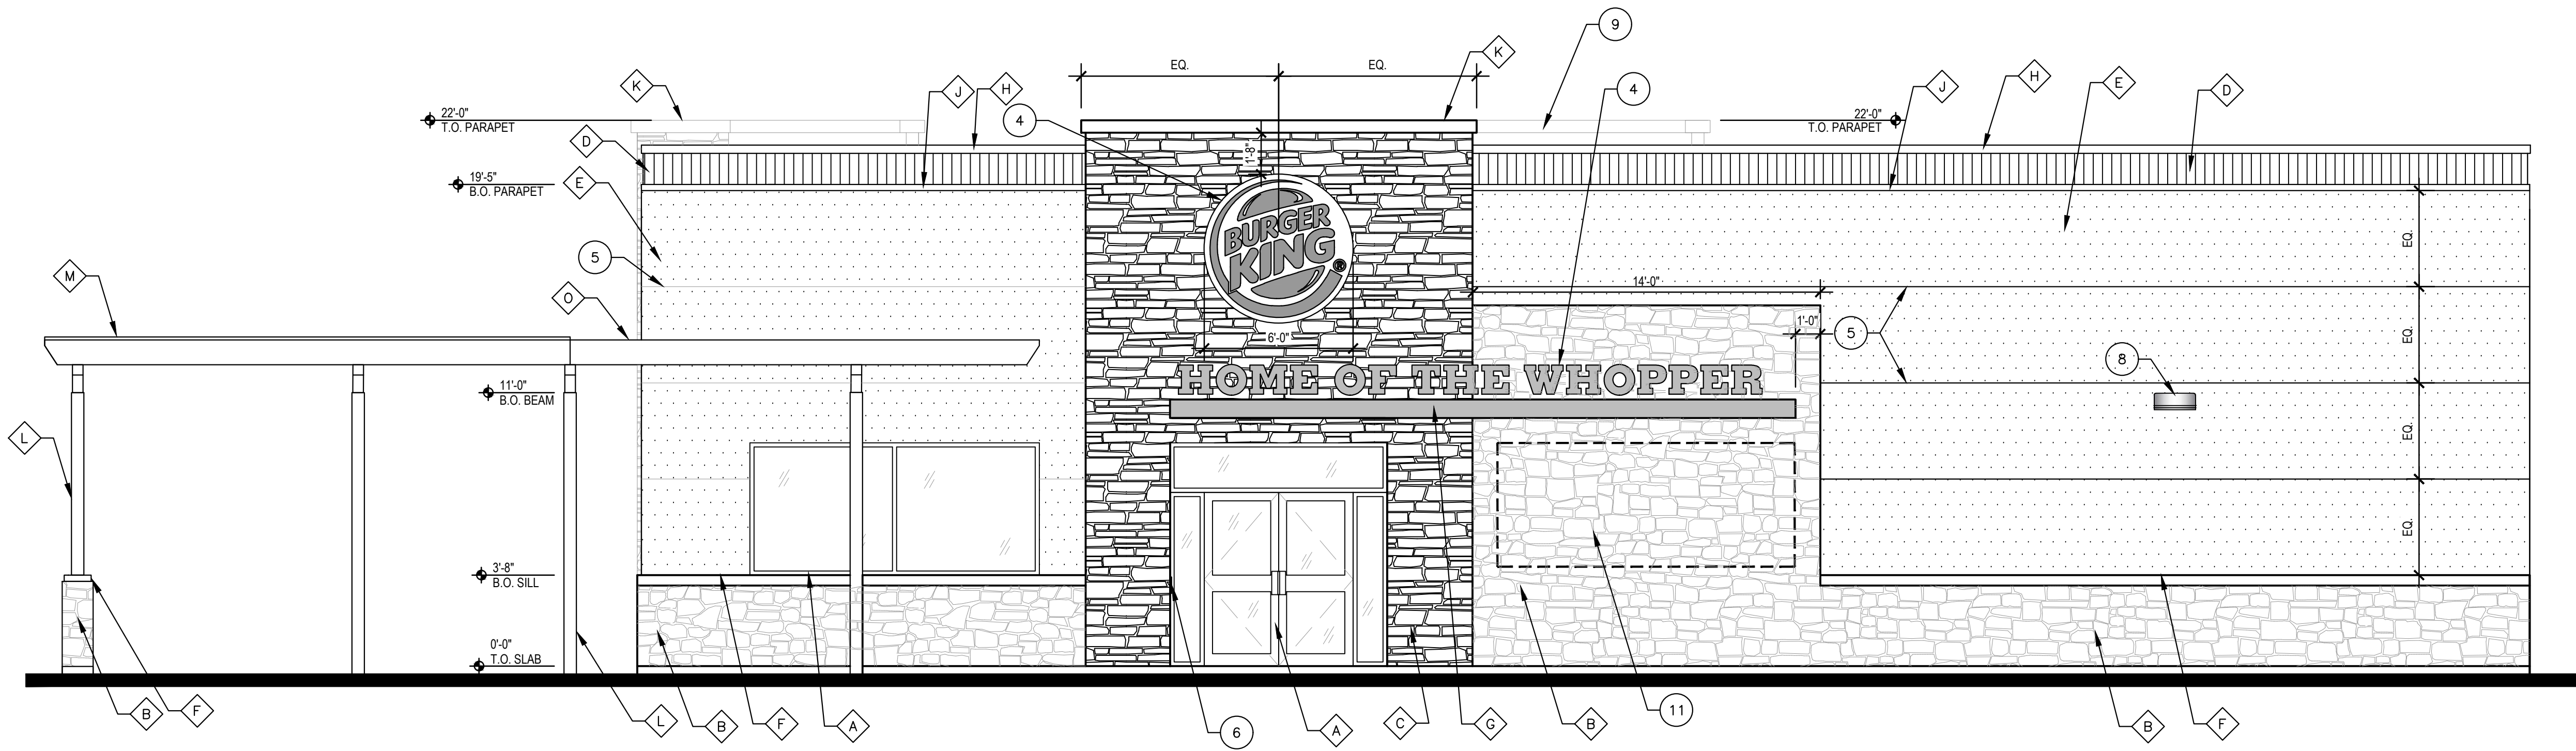 9
EQ.
EQ.
K
K
J
H
4
4
J
H
E
D
22'-0"
T.O. PARAPET
22'-0"
T.O. PARAPET
D
1'-8"
19'-5"
B.O. PARAPET
E
BURGER
KING
®
EQ.
5
M
O
14'-0"
1'-0"
5
6'-0"
EQ.
8
11'-0"
B.O. BEAM
HOME OF THE WHOPPER
L
EQ.
3'-8"
B.O. SILL
EQ.
0'-0"
T.O. SLAB
B
F
L
B
F
A
6
A
C
G
B
11
B
F